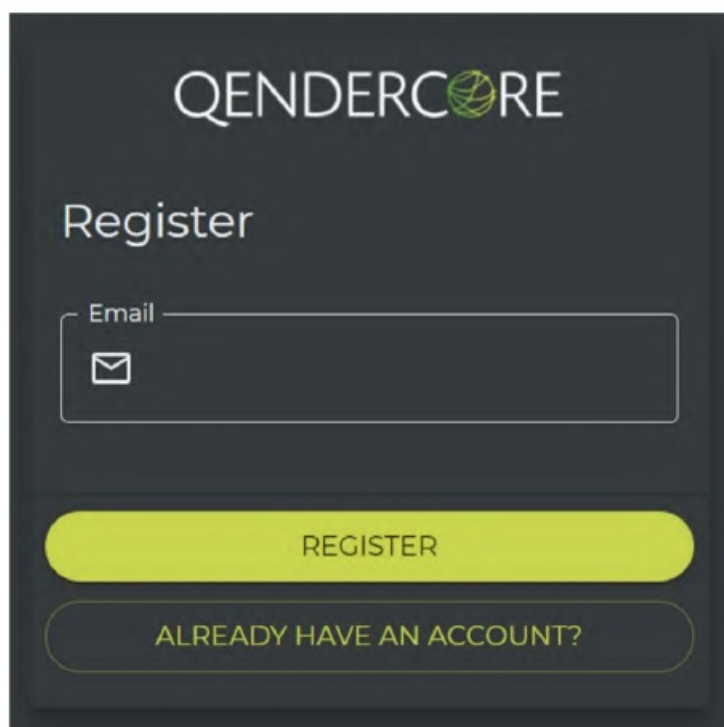 QENDERCORE
Register
Email
REGISTER
ALREADY HAVE AN ACCOUNT?